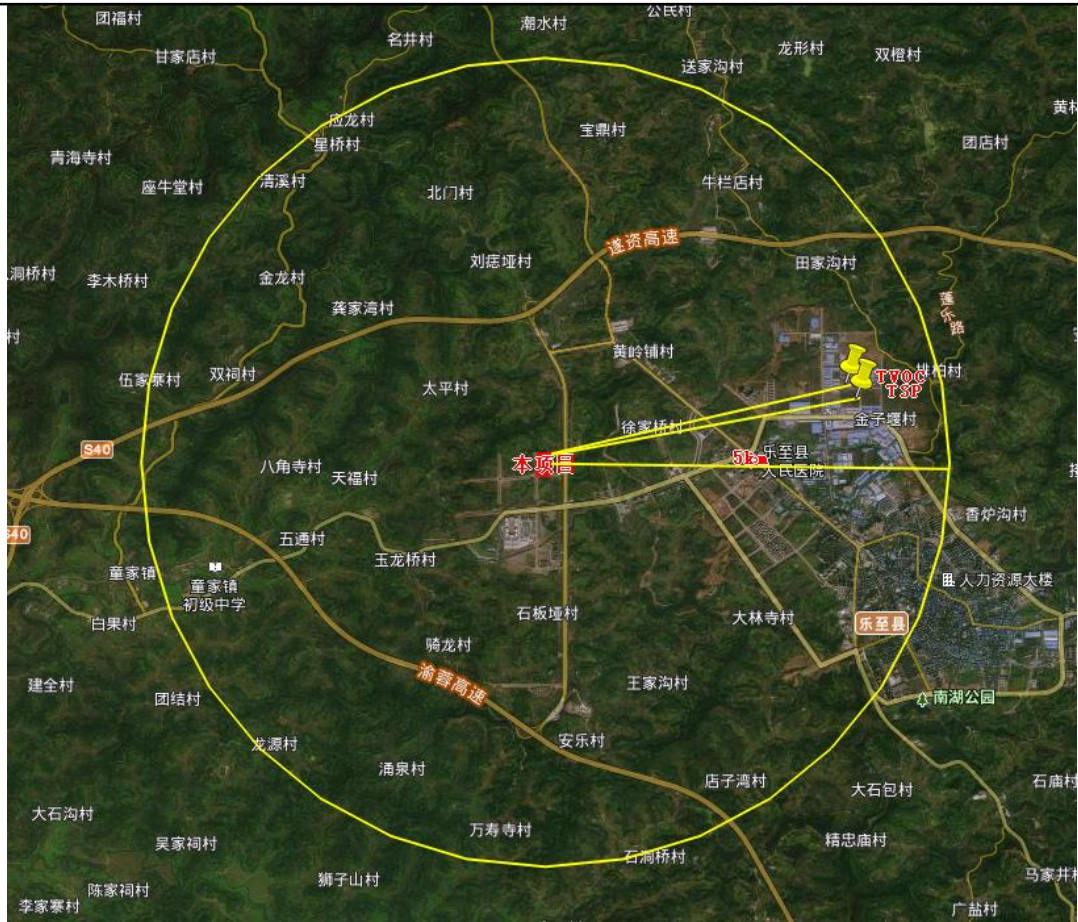 团福村
潮水村
公民村
甘家店村
名井村
龙形村
双橙村
送家沟村
应龙村
宝鼎村
星桥村
团店村
青海寺村
座牛堂村
清溪村
北门村
牛栏店村
遂资高速
刘痣垭村
田家沟村
洞桥村
李木桥村
金龙村
龚家湾村
蓬乐路
黄岭铺村
伍家寨村
双祠村
太平村
TVOC
TSP
桃柏村
徐家桥村
金子堰村
S40
八角寺村
天福村
本项目
乐至县
人民医院
香炉沟村
S40
五通村
玉龙桥村
童家镇
童家镇
初级中学
人力资源大楼
白果村
石板垭村
大林寺村
乐至县
骑龙村
渝蓉高速
建全村
团结村
王家沟村
南湖公园
龙源村
安乐村
涌泉村
店子湾村
大石包村
石庙村
大石沟村
吴家祠村
万寿寺村
精忠庙村
石洞桥村
狮子山村
陈家祠村
马家井村
李家寨村
广盐村